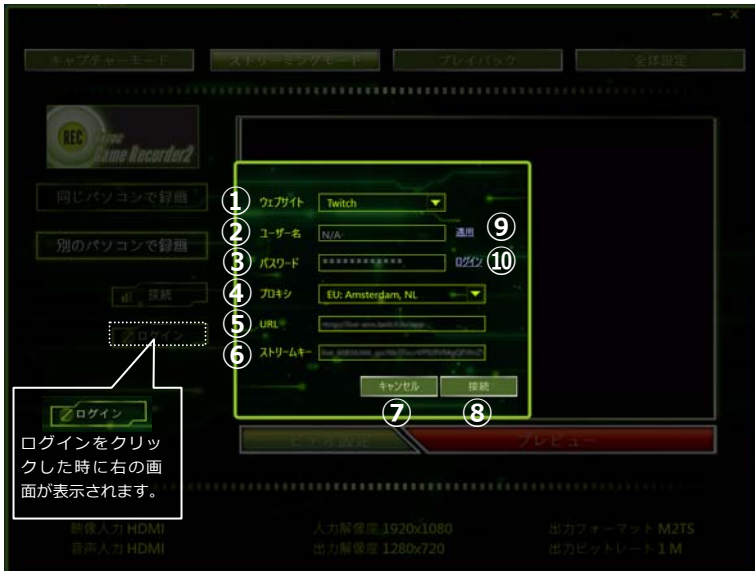 キャプチャーモード ストリーミングモード プレイバック 全体設定
REC Game Recorder2
同じパソコンで録画
別のパソコンで録画
接続
ログイン
① ウェブサイト Twitch
② ユーザー名 N/A 適用 ⑨
③ パスワード ************ ログイン ⑩
④ プロキシ EU: Amsterdam, NL
⑤ URL
⑥ ストリームキー
キャンセル 接続
⑦ ⑧
ログイン
ログインをクリッ
クした時に右の画
面が表示されます。
ビデオ設定 プレビュー
映像入力 HDMI 入力解像度 1920x1080 出力フォーマット M2TS
音声入力 HDMI 出力解像度 1280x720 出力ビットレート 1 M